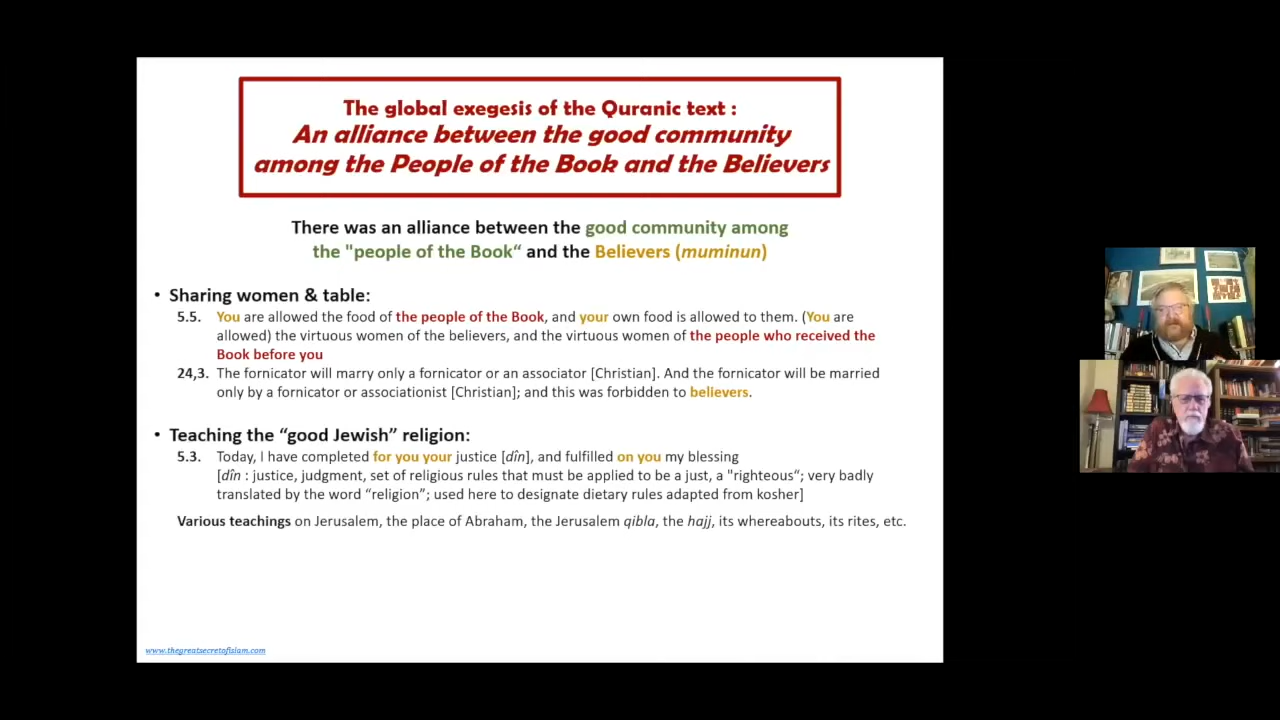 The global exegesis of the Quranic text :
An alliance between the good community
among the People of the Book and the Believers
There was an alliance between the good community among
the "people of the Book“ and the Believers (muminun)
• Sharing women & table:
5.5. You are allowed the food of the people of the Book, and your own food is allowed to them. (You are
allowed) the virtuous women of the believers, and the virtuous women of the people who received the
Book before you
24,3. The fornicator will marry only a fornicator or an associator [Christian]. And the fornicator will be married
only by a fornicator or associationist [Christian]; and this was forbidden to believers.
• Teaching the “good Jewish” religion:
5.3. Today, I have completed for you your justice [dîn], and fulfilled on you my blessing
[dîn : justice, judgment, set of religious rules that must be applied to be a just, a "righteous“; very badly
translated by the word “religion”; used here to designate dietary rules adapted from kosher]
Various teachings on Jerusalem, the place of Abraham, the Jerusalem qibla, the hajj, its whereabouts, its rites, etc.
www.thegreatsecretofislam.com